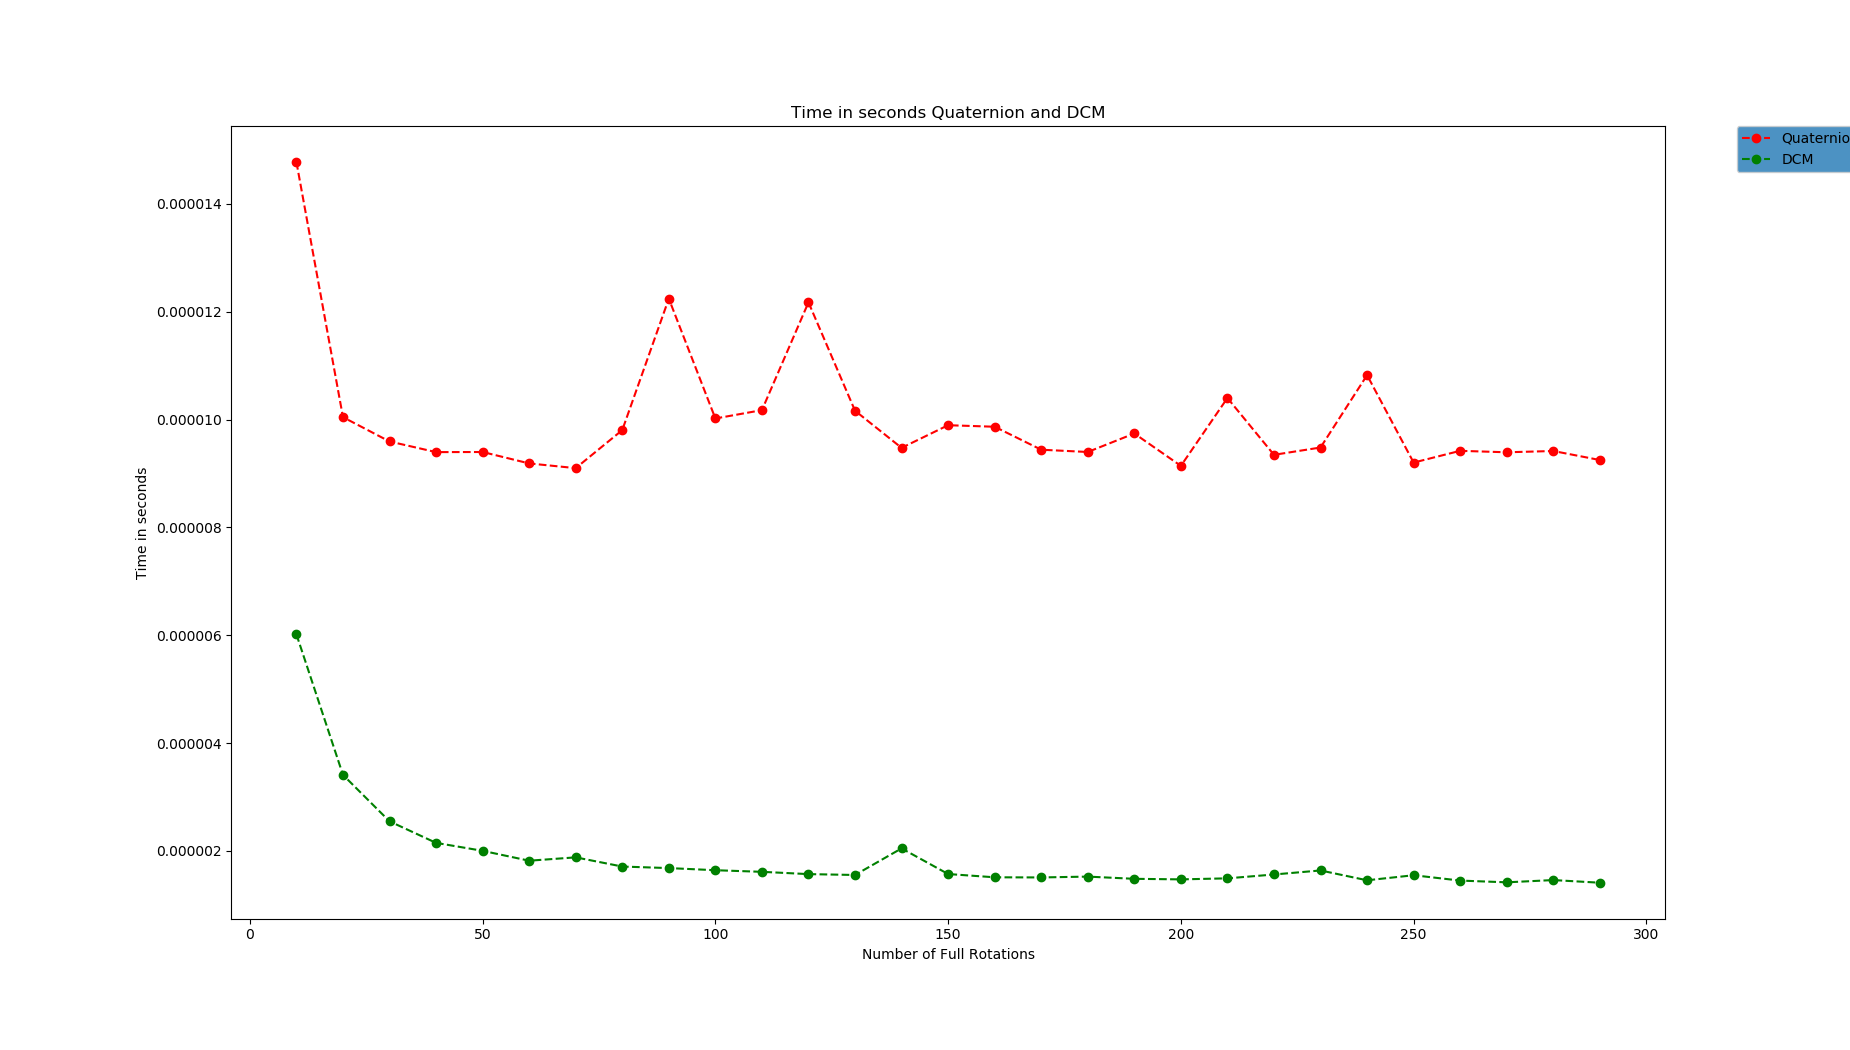 Time in seconds Quaternion and DCM
Quaternio
DCM
0.000014
0.000012
0.000010
0.000008
0.000006
0.000004
0.000002
Time in seconds
0 50 100 150 200 250 300
Number of Full Rotations